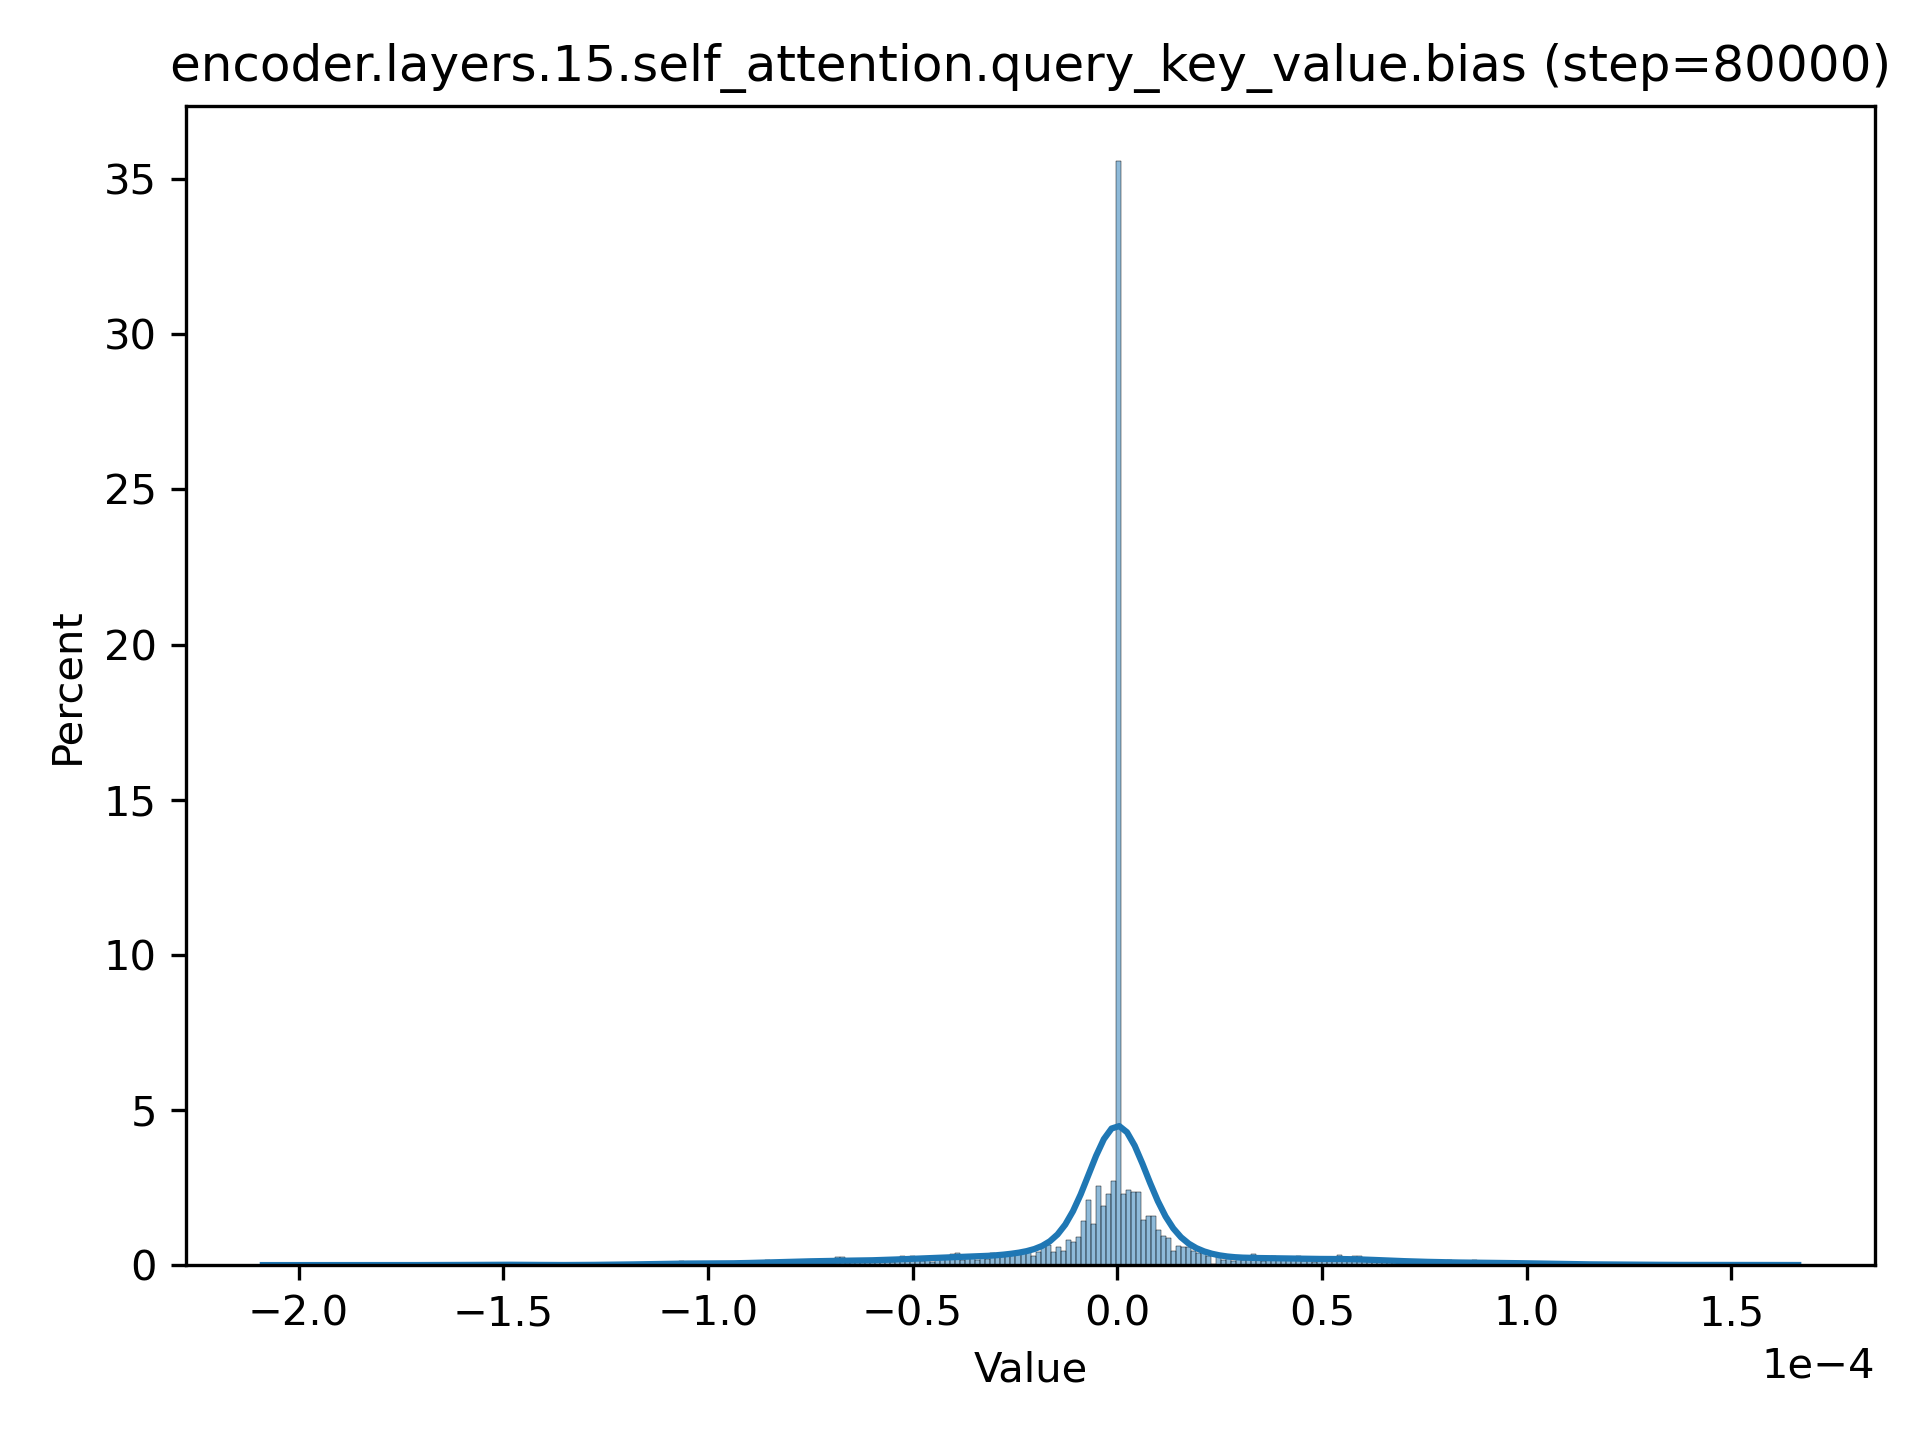 encoder.layers.15.self_attention.query_key_value.bias (step=80000)
35
30
25
20
15
10
5
0
Percent
−2.0 −1.5 −1.0 −0.5 0.0 0.5 1.0 1.5
1e−4
Value